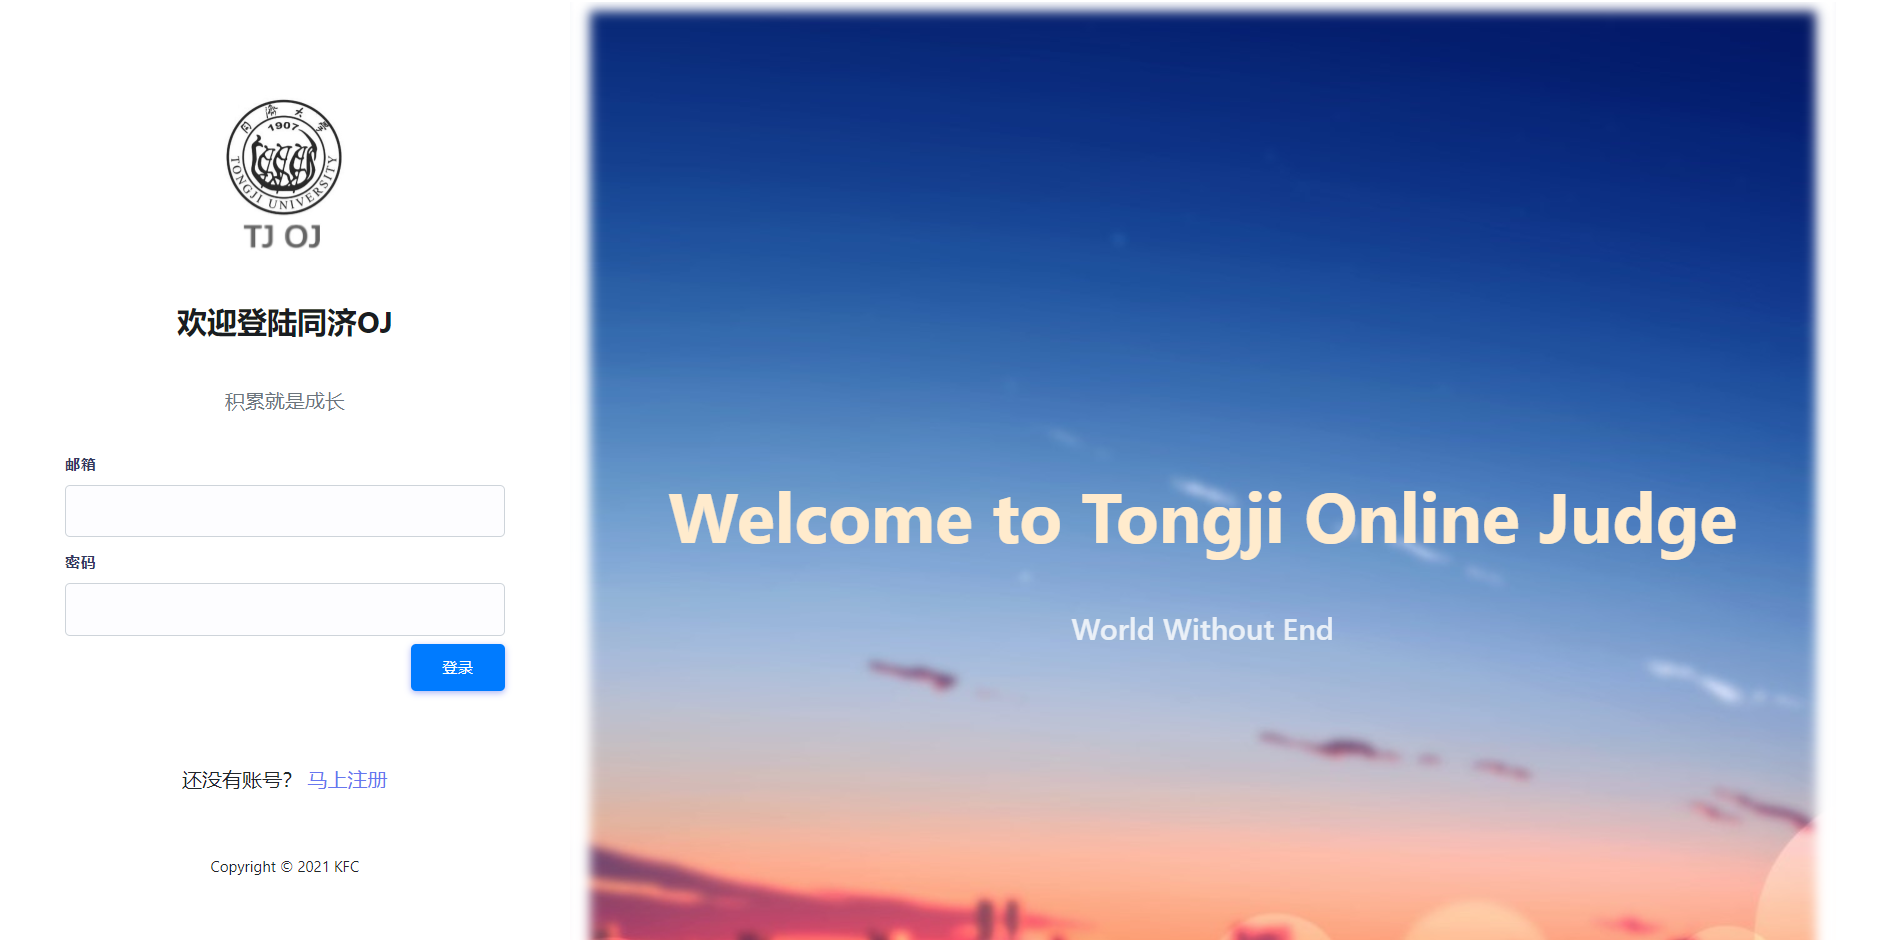 同济大学
1907
TONGJI UNIVERSITY
TJ OJ
欢迎登陆同济OJ
积累就是成长
邮箱
密码
登录
还没有账号? 马上注册
Copyright © 2021 KFC
Welcome to Tongji Online Judge
World Without End